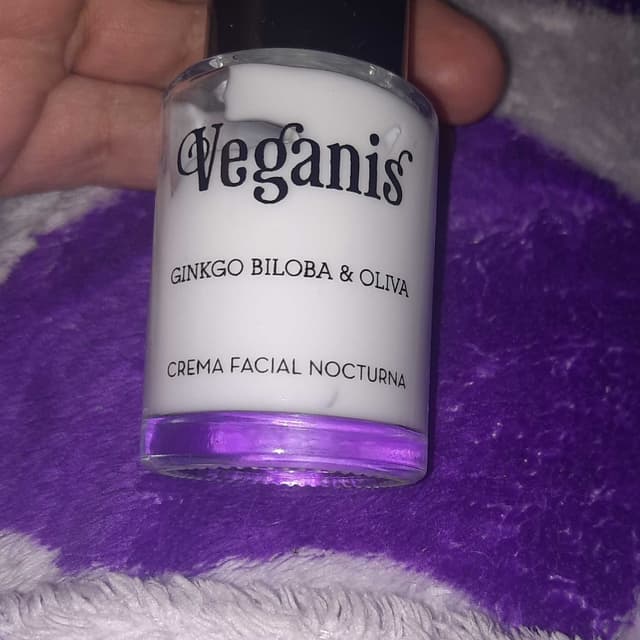 Veganis
GINKGO BILOBA & OLIVA
CREMA FACIAL NOCTURNA